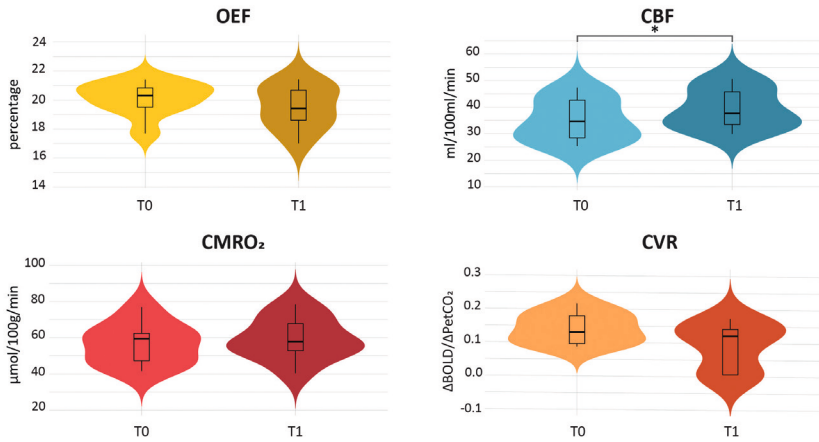 OEF
percentage
24
22
20
18
16
14
T0
T1
CBF
*
ml/100ml/min
60
50
40
30
20
10
T0
T1
CMRO₂
µmol/100g/min
100
80
60
40
20
T0
T1
CVR
ΔBOLD/ΔPetCO₂
0.3
0.2
0.1
0.0
-0.1
T0
T1